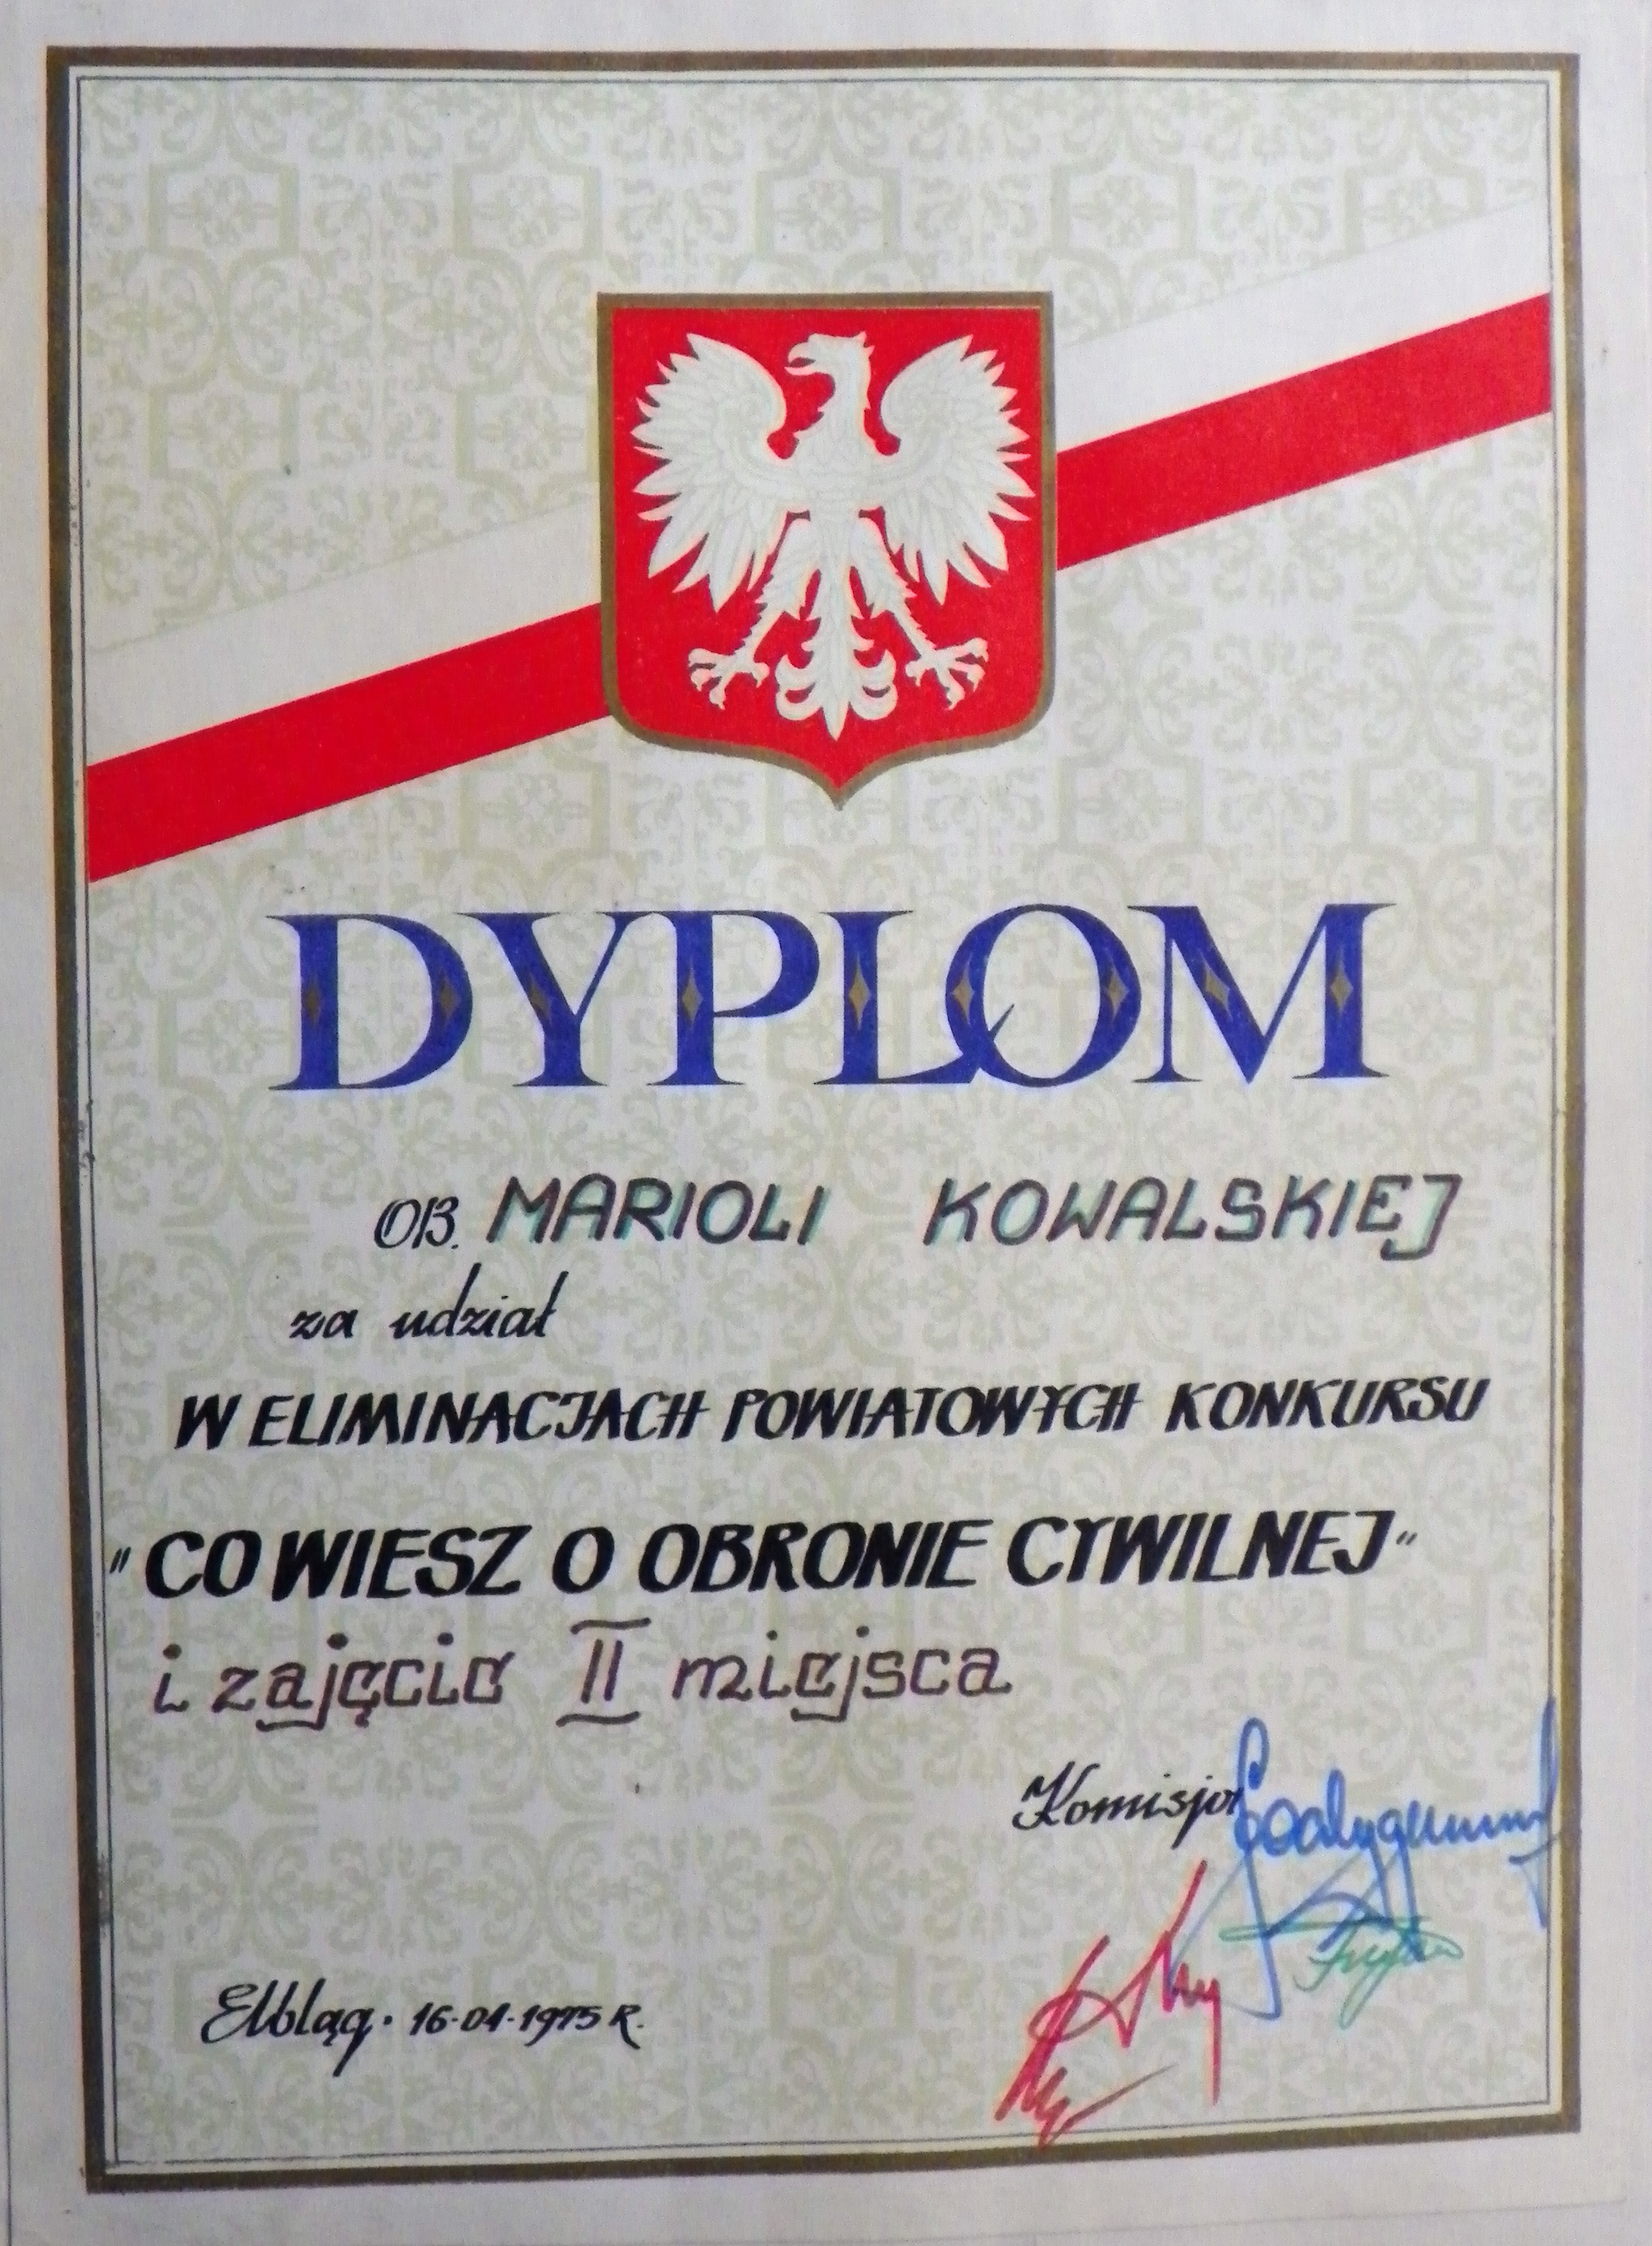 DYPLOM
OB. MARIOLI KOWALSKIEJ
za udział
W ELIMINACJACH POWIATOWYCH KONKURSU
"CO WIESZ O OBRONIE CYWILNEJ"
i zajęcie II miejsca
Komisja
Elbląg. 16.04.1975 R.